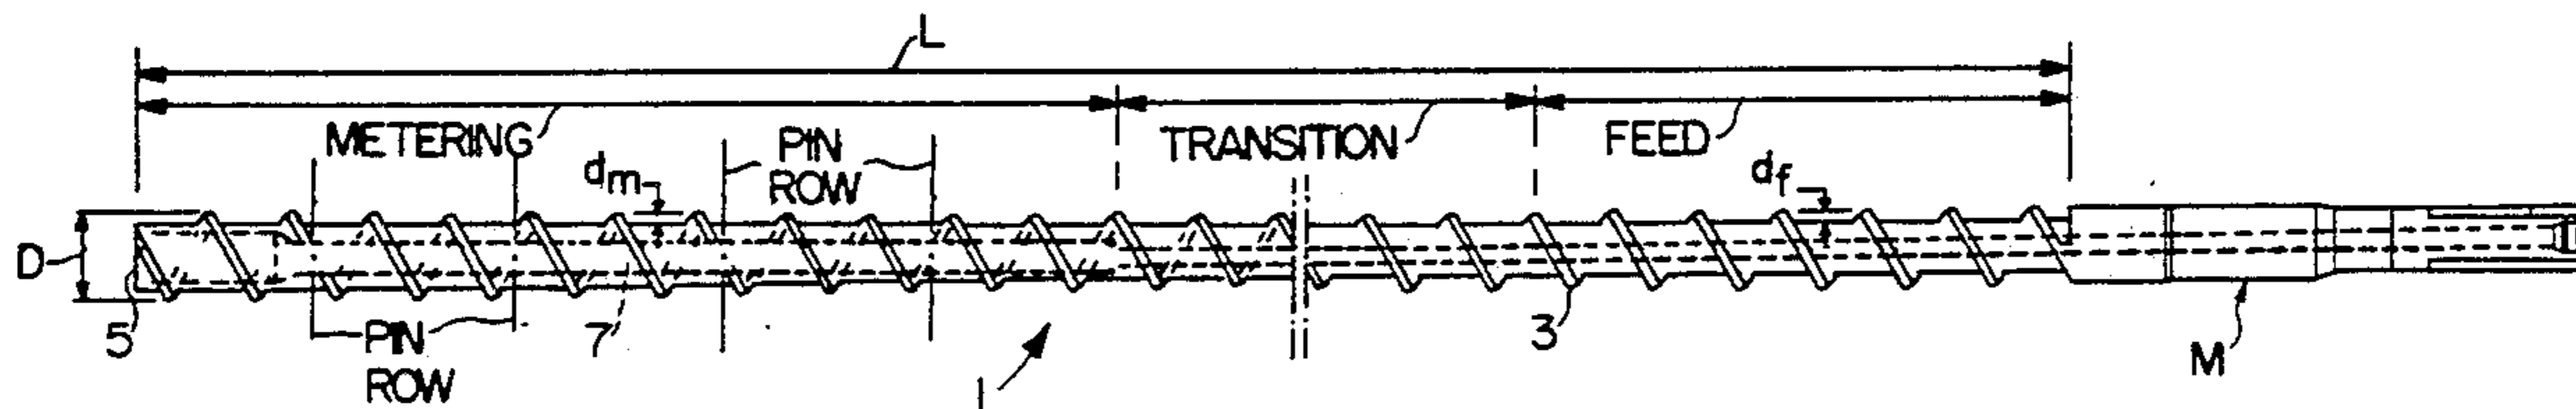 L
METERING
TRANSITION
FEED
PIN
ROW
dm
df
D
5
PIN
ROW
7
1
3
M